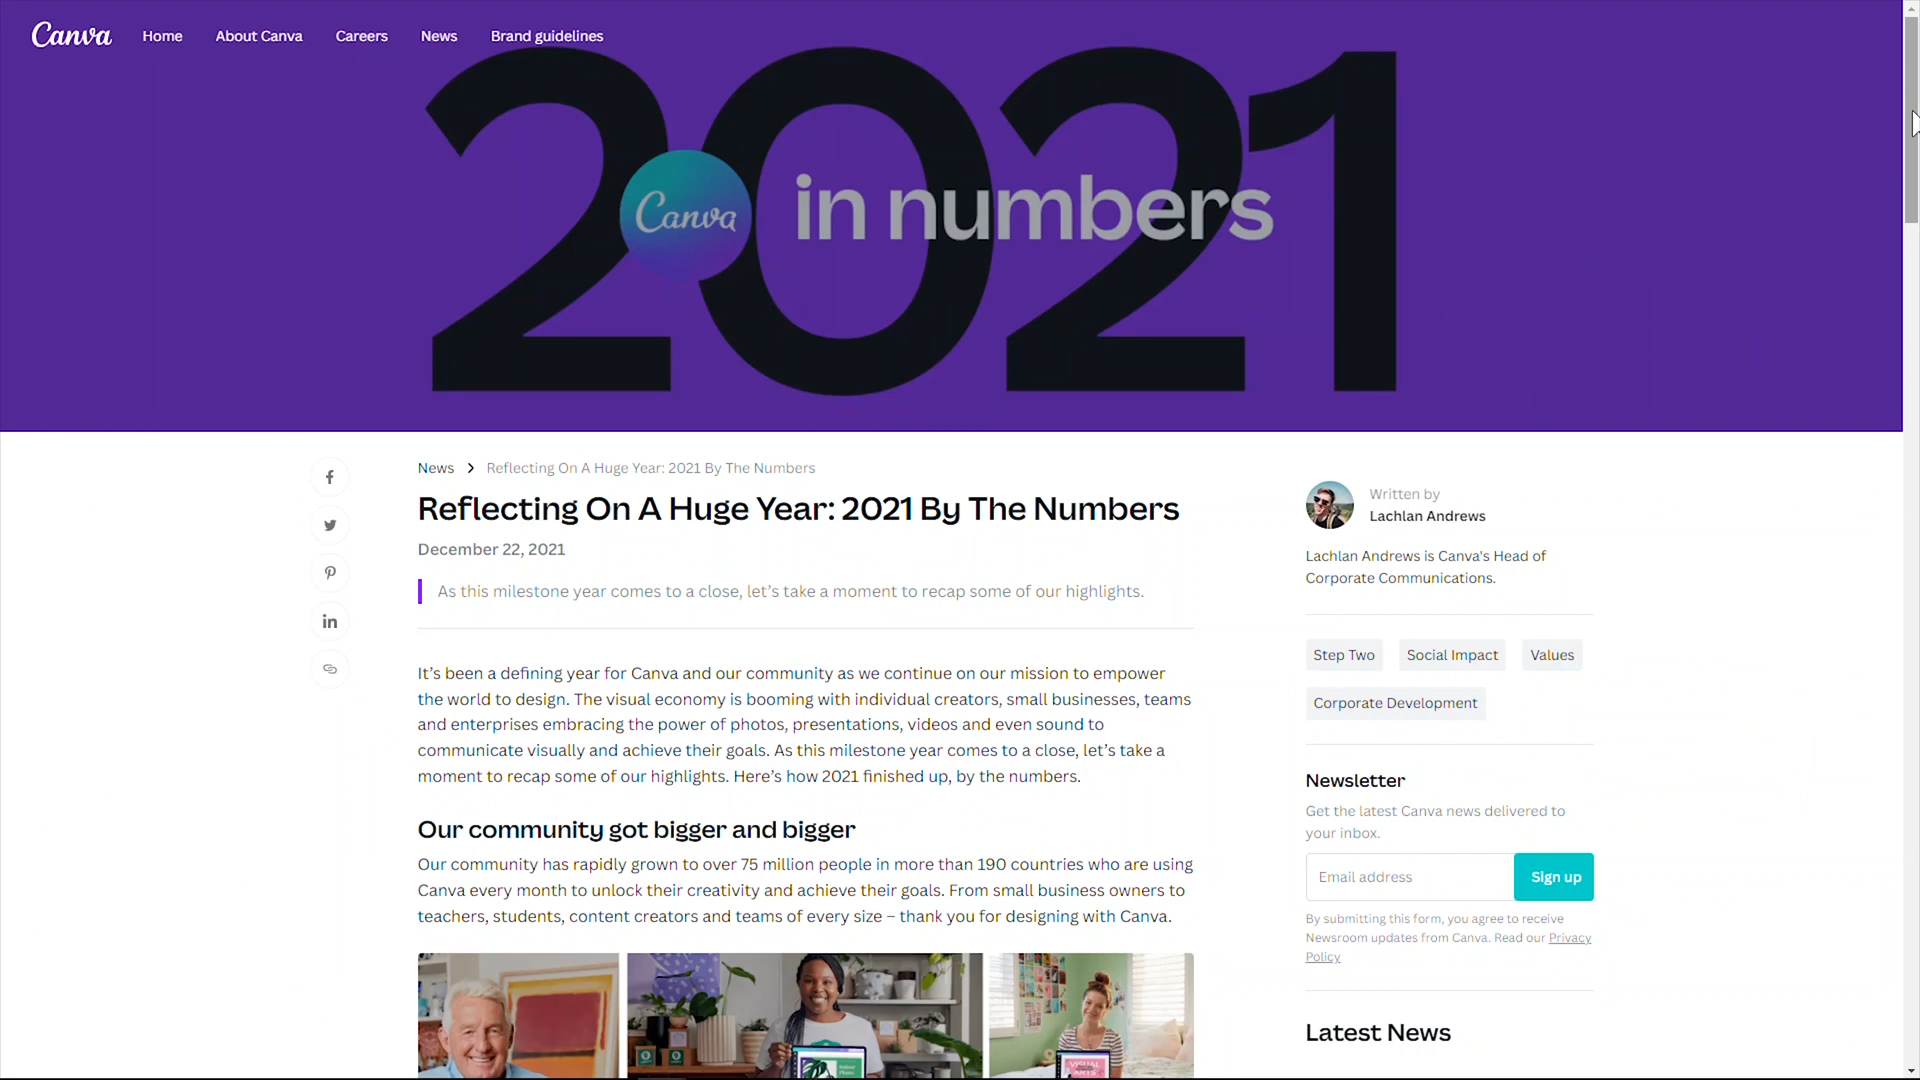 Canva Home About Canva Careers News Brand guidelines
2021
Canva in numbers
News > Reflecting On A Huge Year: 2021 By The Numbers
Reflecting On A Huge Year: 2021 By The Numbers
December 22, 2021
As this milestone year comes to a close, let’s take a moment to recap some of our highlights.
It’s been a defining year for Canva and our community as we continue on our mission to empower
the world to design. The visual economy is booming with individual creators, small businesses, teams
and enterprises embracing the power of photos, presentations, videos and even sound to
communicate visually and achieve their goals. As this milestone year comes to a close, let’s take a
moment to recap some of our highlights. Here’s how 2021 finished up, by the numbers.
Our community got bigger and bigger
Our community has rapidly grown to over 75 million people in more than 190 countries who are using
Canva every month to unlock their creativity and achieve their goals. From small business owners to
teachers, students, content creators and teams of every size – thank you for designing with Canva.
VISUAL
ARTS
Written by
Lachlan Andrews
Lachlan Andrews is Canva's Head of
Corporate Communications.
Step Two Social Impact Values
Corporate Development
Newsletter
Get the latest Canva news delivered to
your inbox.
Email address Sign up
By submitting this form, you agree to receive
Newsroom updates from Canva. Read our Privacy
Policy
Latest News